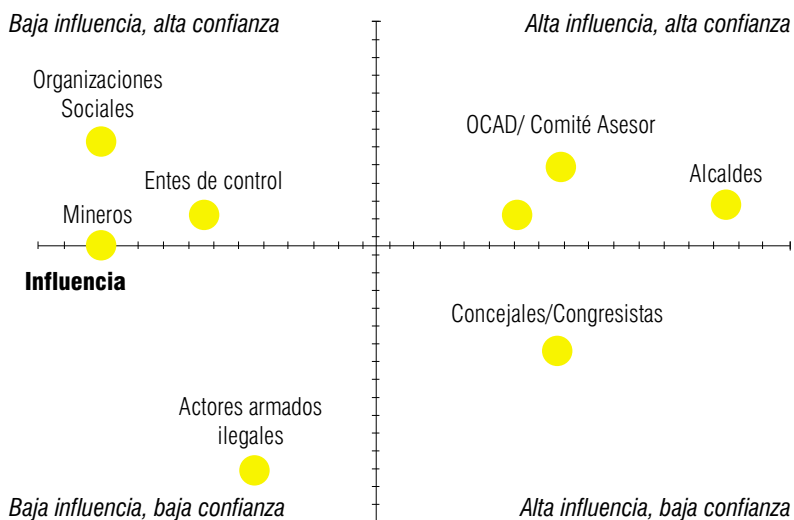 Baja influencia, alta confianza
Alta influencia, alta confianza
Organizaciones
Sociales
OCAD/ Comité Asesor
Entes de control
Alcaldes
Mineros
Influencia
Concejales/Congresistas
Actores armados
ilegales
Baja influencia, baja confianza
Alta influencia, baja confianza